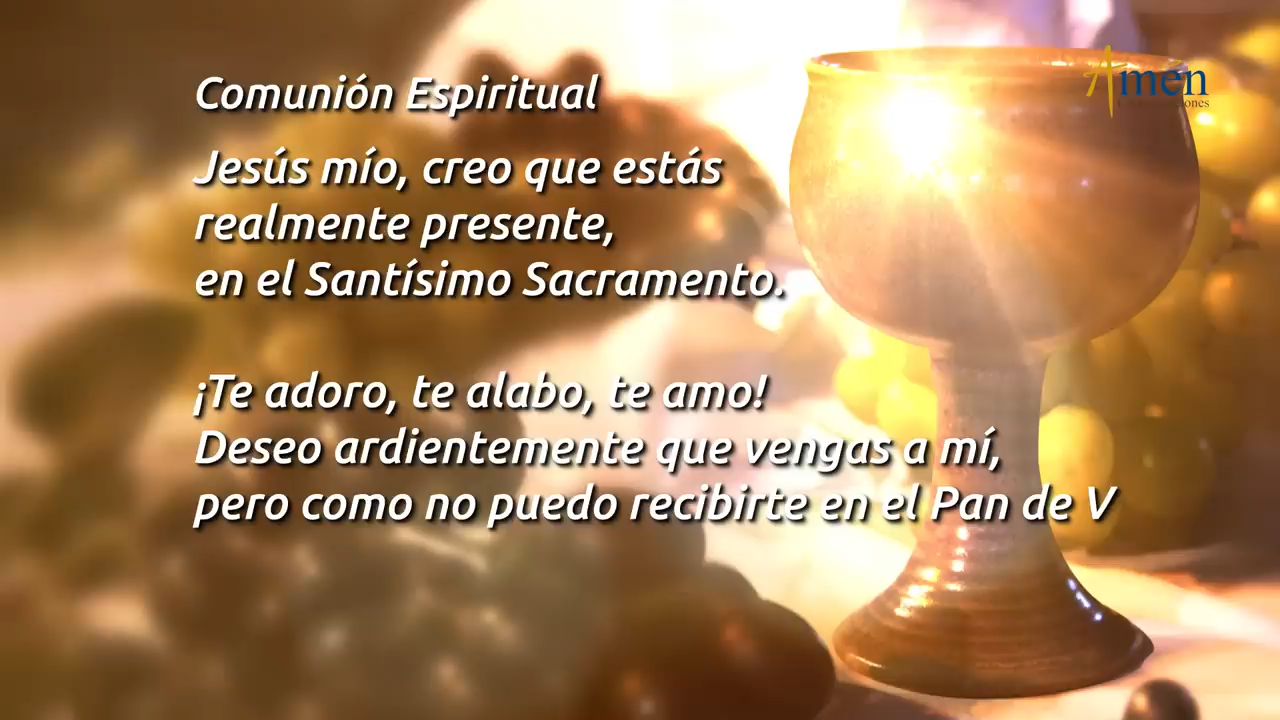 Comunión Espiritual
Jesús mío, creo que estás
realmente presente,
en el Santísimo Sacramento.
¡Te adoro, te alabo, te amo!
Deseo ardientemente que vengas a mí,
pero como no puedo recibirte en el Pan de V
Amen